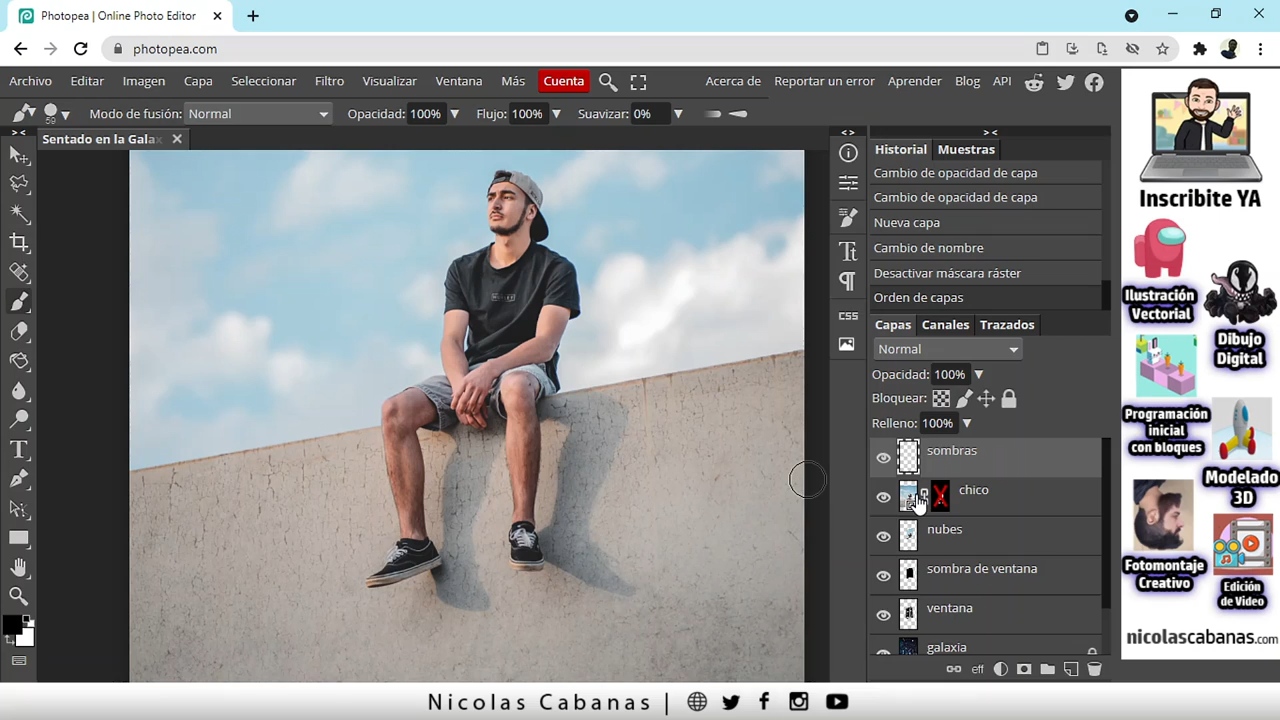 Photopea | Online Photo Editor
photopea.com
Archivo Editar Imagen Capa Seleccionar Filtro Visualizar Ventana Más Cuenta Acerca de Reportar un error Aprender Blog API
59 Modo de fusión: Normal Opacidad: 100% Flujo: 100% Suavizar: 0%
> < Sentado en la Gala < > > <
Historial Muestras
Cambio de opacidad de capa
Cambio de opacidad de capa
Nueva capa
Cambio de nombre
Desactivar máscara ráster
Orden de capas
CSS
Capas Canales Trazados
Normal
Opacidad: 100%
Bloquear:
Relleno: 100%
sombras
chico
nubes
sombra de ventana
ventana
galaxia
eff
Inscribite YA
Ilustración
Vectorial
Dibujo
Digital
Programación
inicial
con bloques
Modelado
3D
Fotomontaje
Creativo
Edición
de Video
nicolascabanas.com
Nicolas Cabanas |